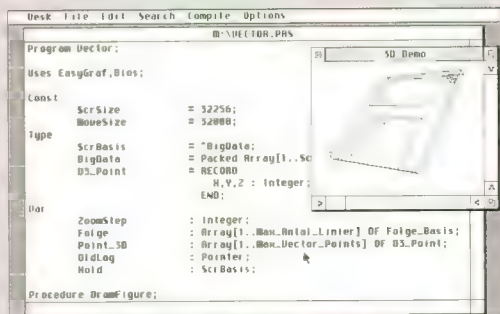 Desk File Edit Search Compile Options
M:\VECTOR.PAS
Program Vector;
Uses EasyGraf,Bios;
Const
ScrSize = 32256;
MoveSize = 32000;
Type
ScrBasis = ^BigData;
BigData = Packed Array[1..Sc
D3_Point = RECORD
X,Y,Z : Integer;
END;
Var
ZoomStep : Integer;
Folge : Array[1..Max_Antal_Linier] OF Folge_Basis;
Point_3D : Array[1..Max_Vector_Points] OF D3_Point;
OldLog : Pointer;
Hold : ScrBasis;
Procedure DrawFigure;
3D Demo